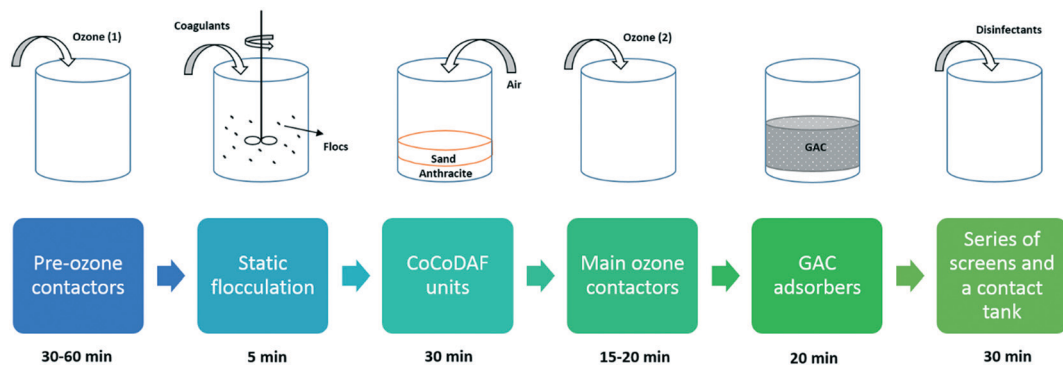 Ozone (1)
Coagulants
Flocs
Air
Sand
Anthracite
Ozone (2)
GAC
Disinfectants
Pre-ozone
contactors
Static
flocculation
CoCoDAF
units
Main ozone
contactors
GAC
adsorbers
Series of
screens and
a contact
tank
30-60 min
5 min
30 min
15-20 min
20 min
30 min